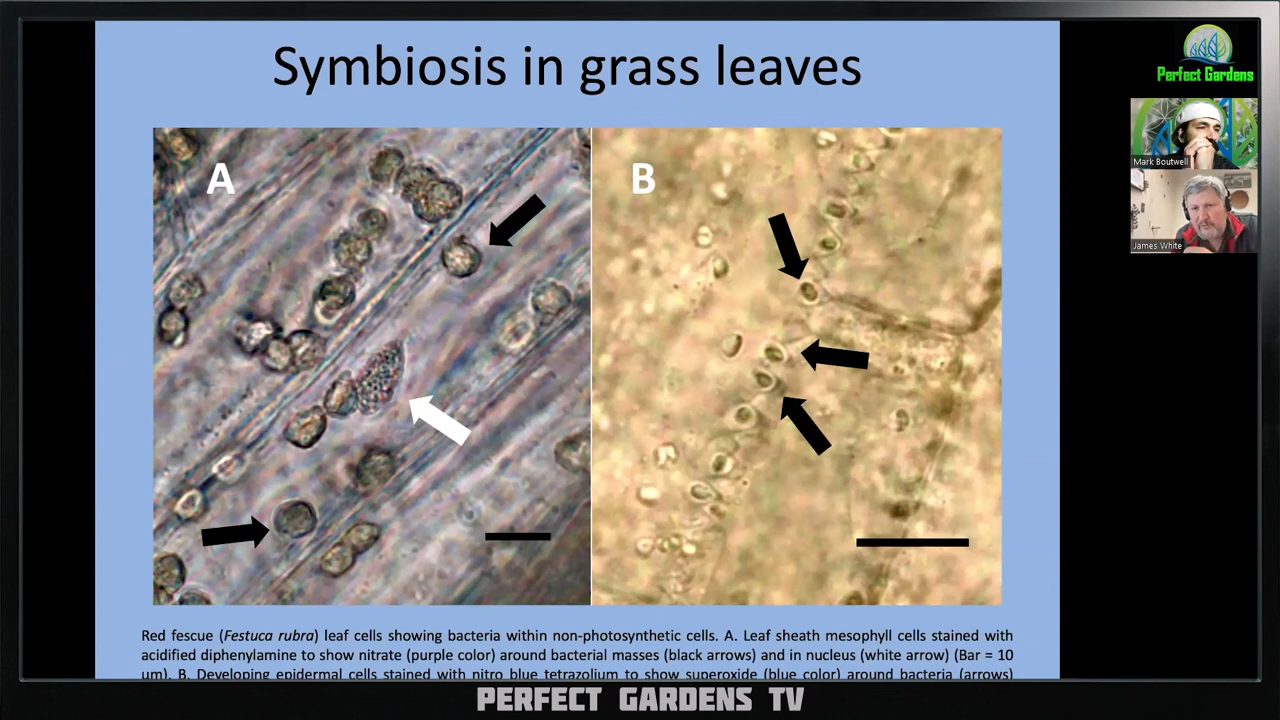 Symbiosis in grass leaves
A
B
Perfect Gardens
Mark Boutwell
James White
Red fescue (Festuca rubra) leaf cells showing bacteria within non-photosynthetic cells. A. Leaf sheath mesophyll cells stained with
acidified diphenylamine to show nitrate (purple color) around bacterial masses (black arrows) and in nucleus (white arrow) (Bar = 10
um). B. Developing epidermal cells stained with nitro blue tetrazolium to show superoxide (blue color) around bacteria (arrows)
PERFECT GARDENS TV